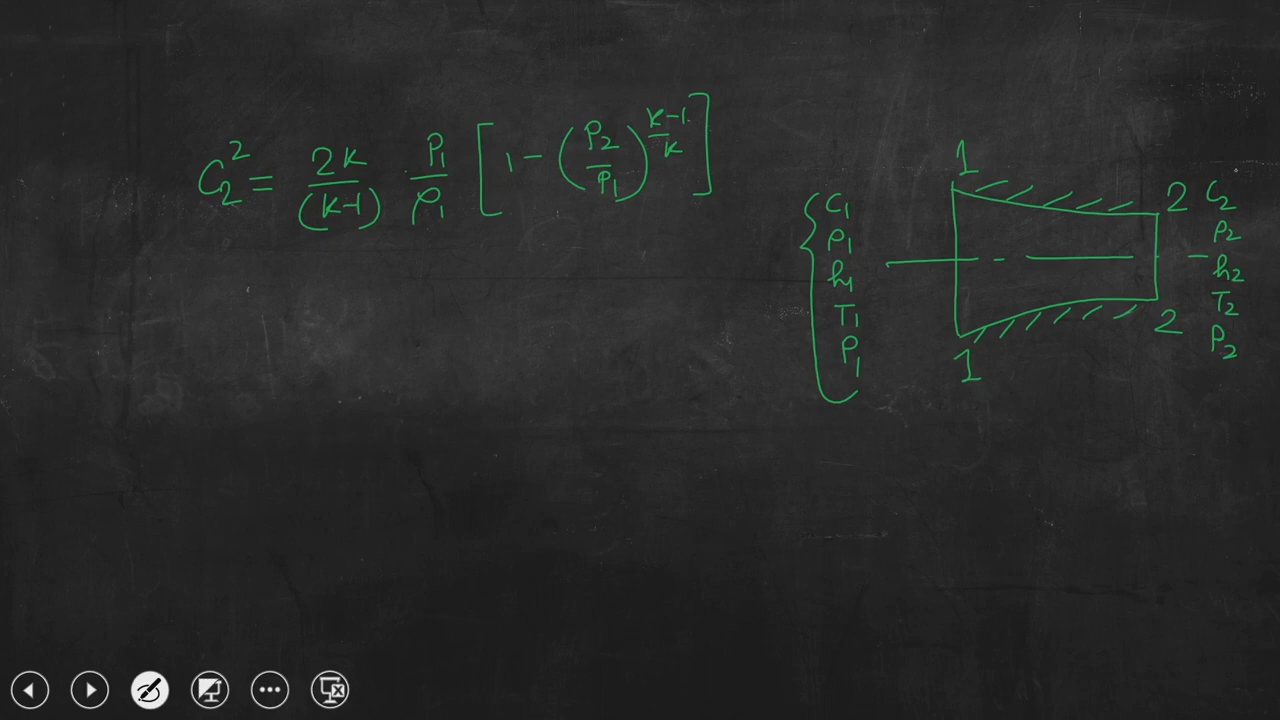 C₂² = 2K/(K-1) P₁/ρ₁ [1 - (P₂/P₁)^((K-1)/K)]
1
2 C₂
C₁
ρ₁ ρ₂
h₁ h₂
T₁ T₂
P₁ P₂
2
1